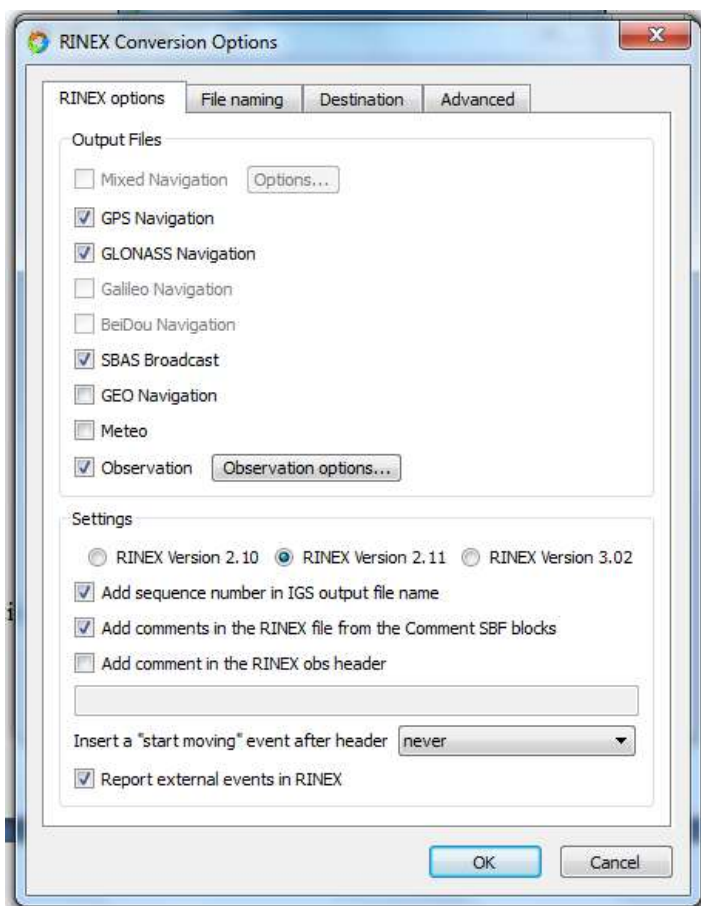 RINEX Conversion Options
RINEX options File naming Destination Advanced
Output Files
Mixed Navigation Options...
GPS Navigation
GLONASS Navigation
Galileo Navigation
BeiDou Navigation
SBAS Broadcast
GEO Navigation
Meteo
Observation Observation options...
Settings
RINEX Version 2.10 RINEX Version 2.11 RINEX Version 3.02
Add sequence number in IGS output file name
Add comments in the RINEX file from the Comment SBF blocks
Add comment in the RINEX obs header
Insert a "start moving" event after header never
Report external events in RINEX
OK Cancel